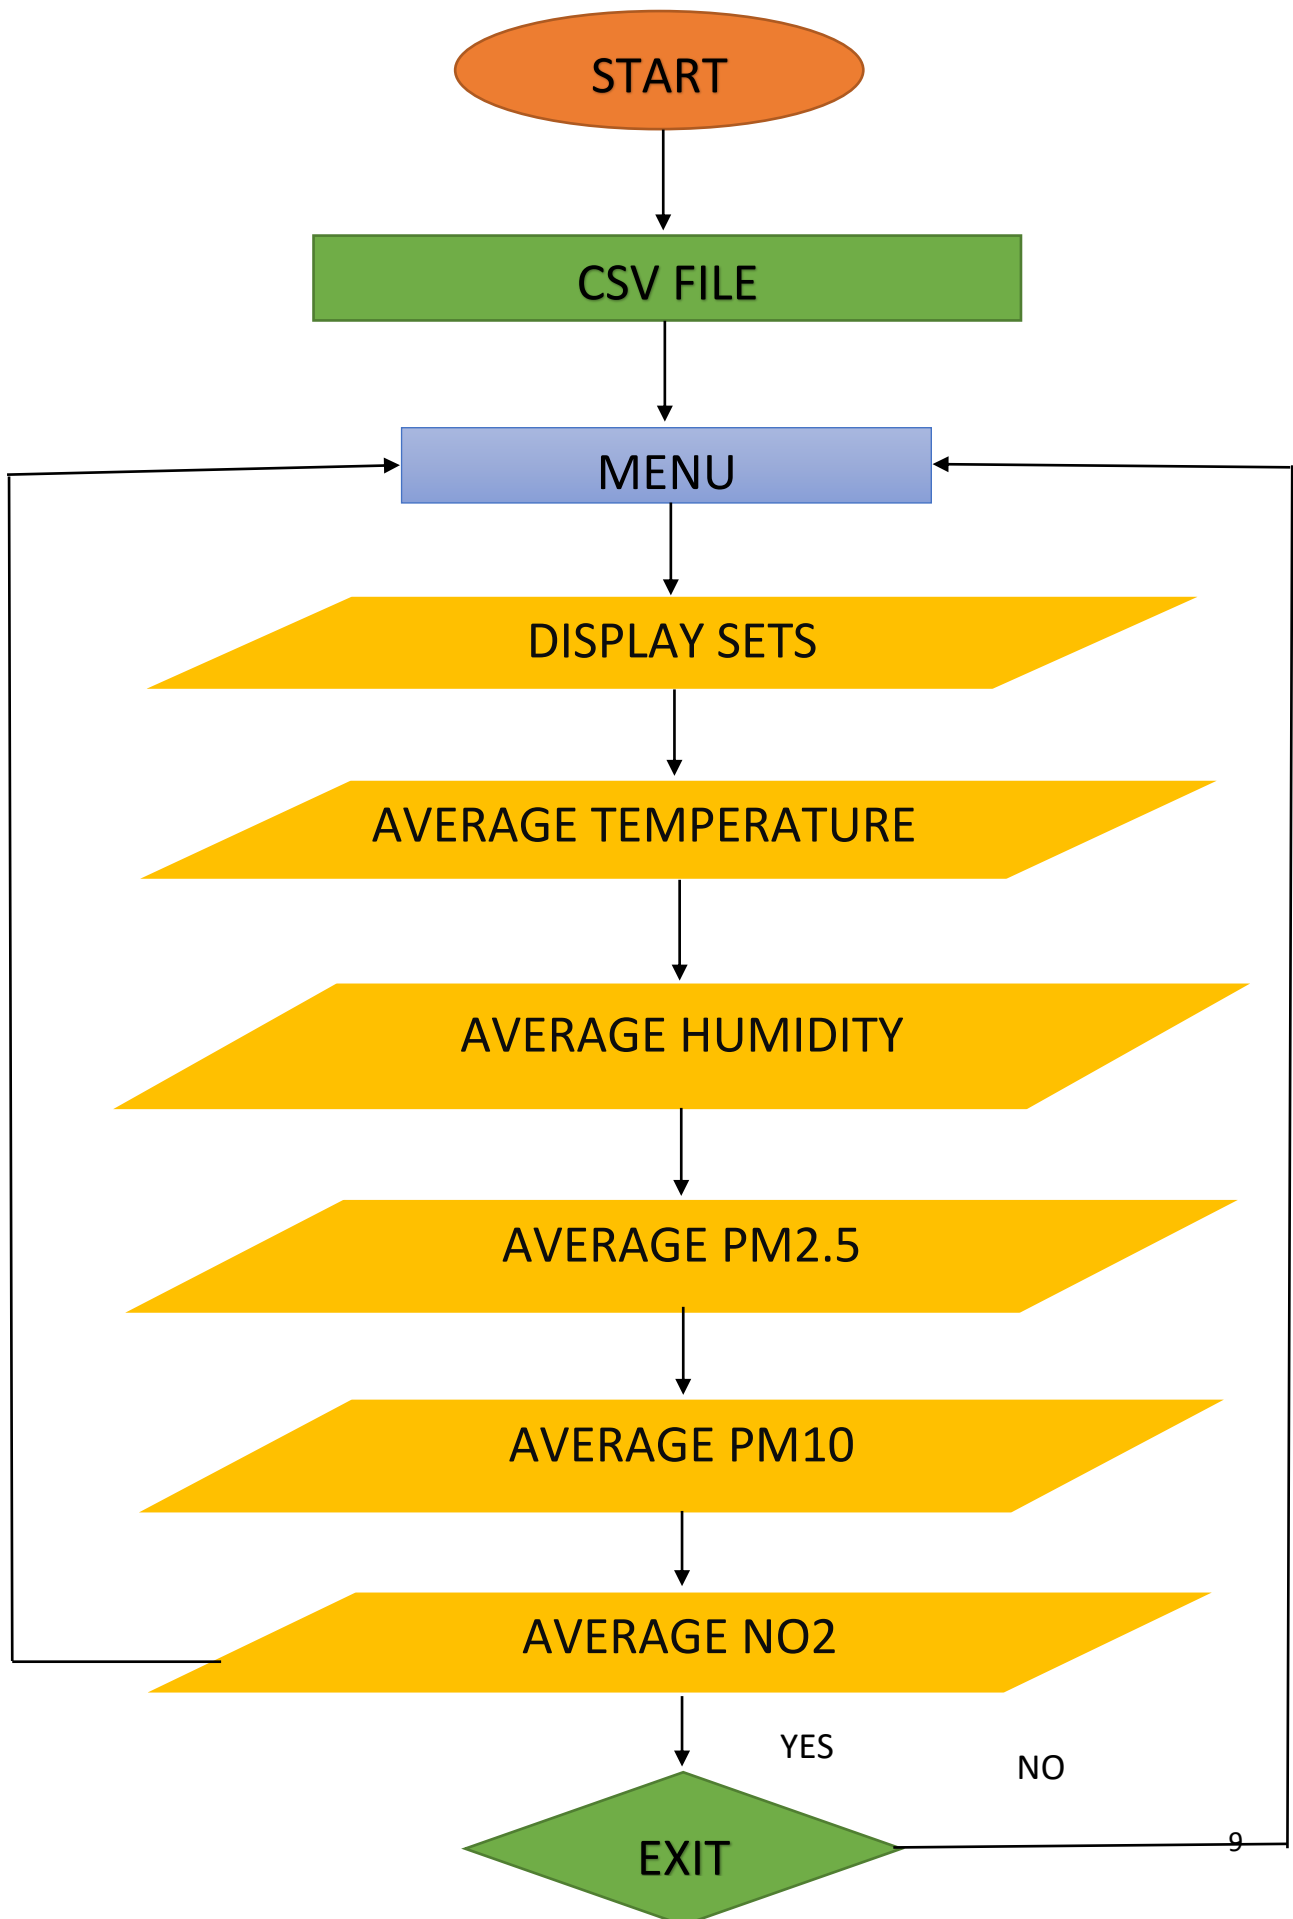 START
CSV FILE
MENU
DISPLAY SETS
AVERAGE TEMPERATURE
AVERAGE HUMIDITY
AVERAGE PM2.5
AVERAGE PM10
AVERAGE NO2
YES
NO
9
EXIT